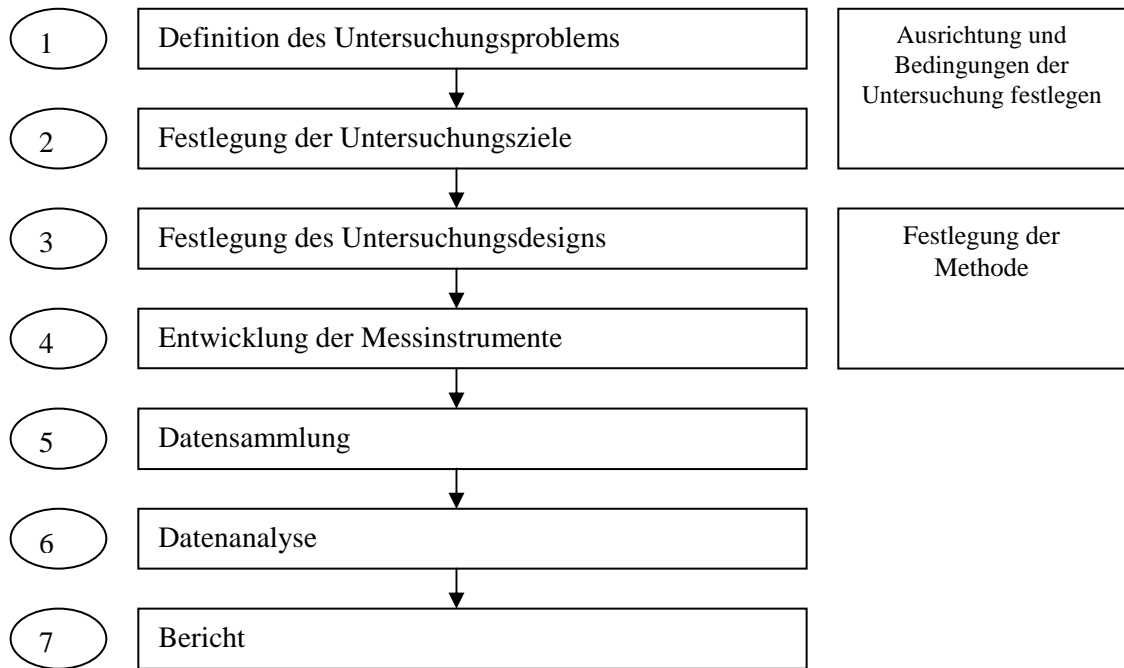 1
Definition des Untersuchungsproblems
Ausrichtung und
Bedingungen der
Untersuchung festlegen
2
Festlegung der Untersuchungsziele
3
Festlegung des Untersuchungsdesigns
Festlegung der
Methode
4
Entwicklung der Messinstrumente
5
Datensammlung
6
Datenanalyse
7
Bericht